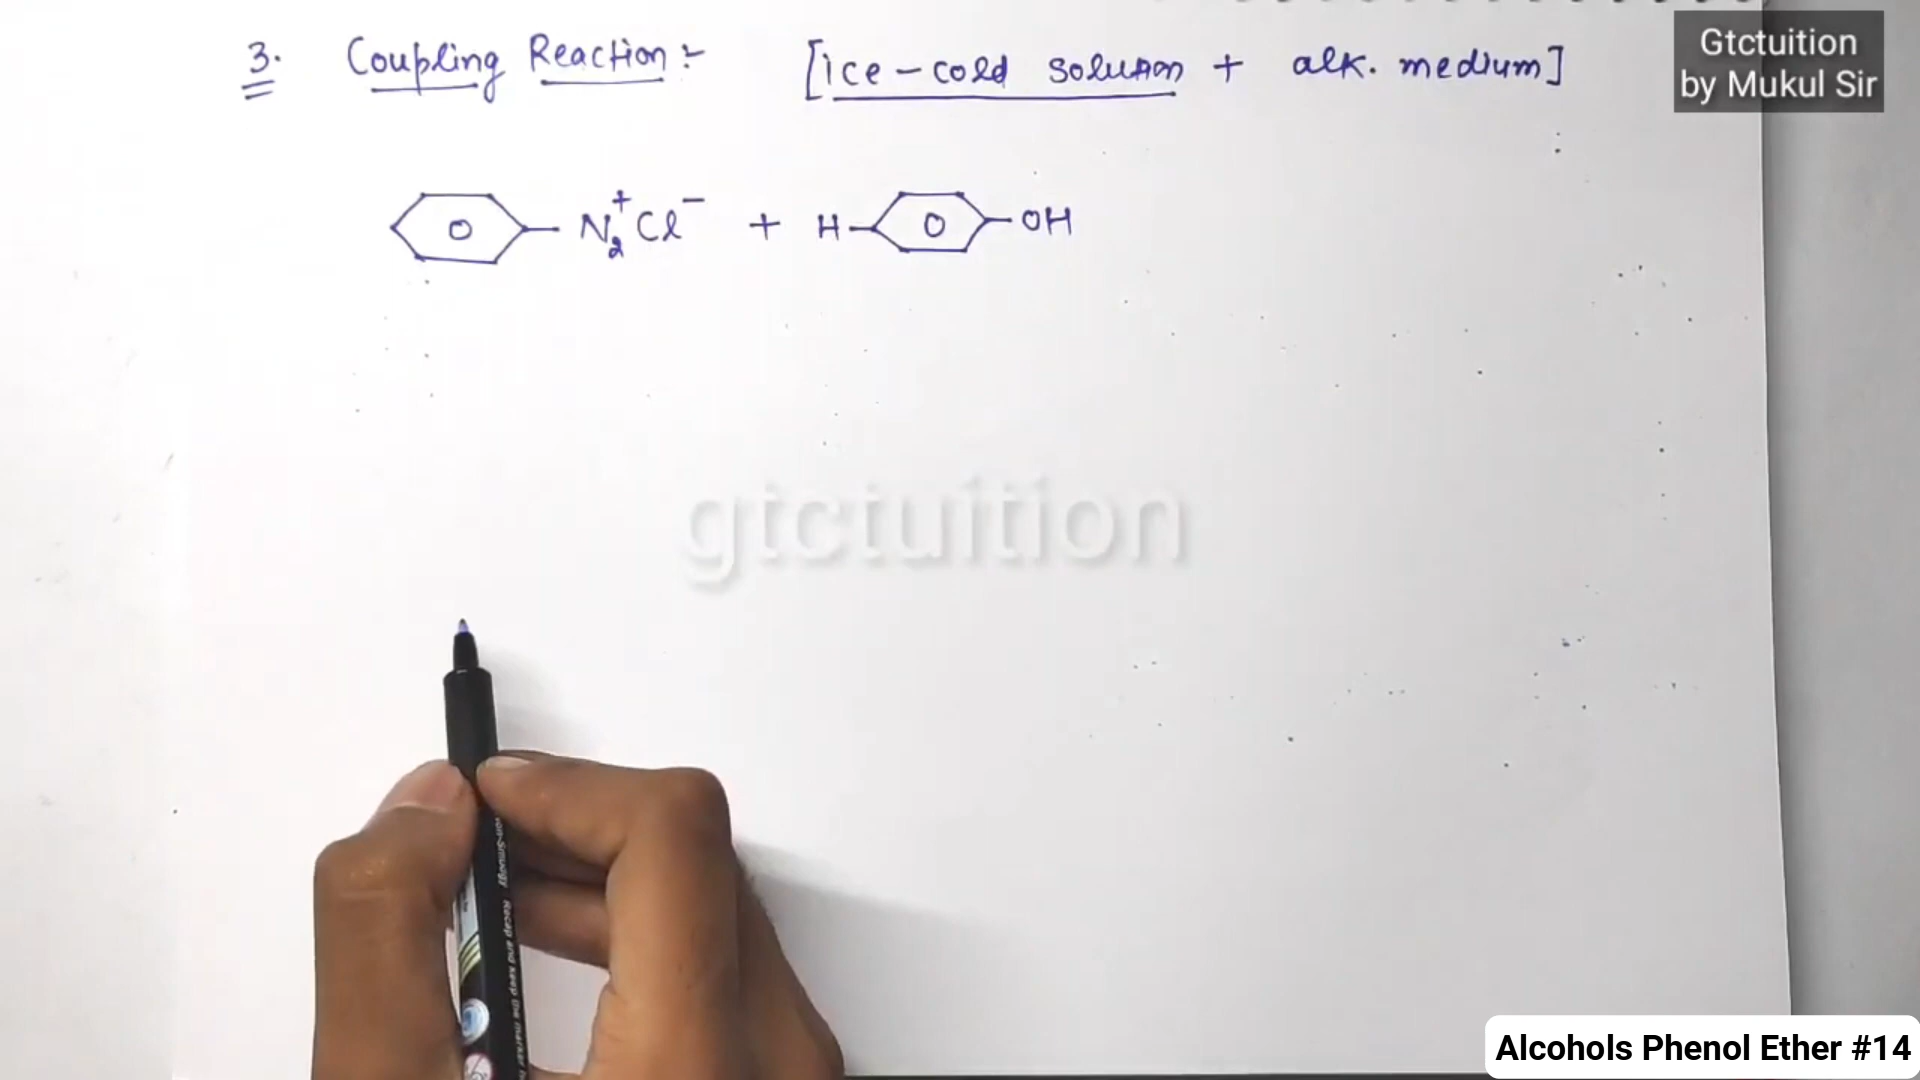 3. Coupling Reaction :- [ice-cold solution + alk. medium]
Gtctuition
by Mukul Sir
N₂⁺Cl⁻ + H OH
gtctuition
Alcohols Phenol Ether #14